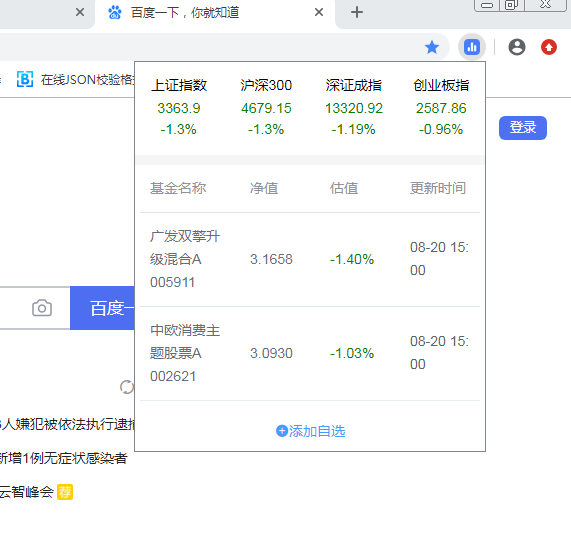 百度一下，你就知道
在线JSON校验格
上证指数 沪深300 深证成指 创业板指
3363.9 4679.15 13320.92 2587.86
-1.3% -1.3% -1.19% -0.96%
登录
基金名称 净值 估值 更新时间
广发双擎升
级混合A
005911
3.1658 -1.40%
08-20 15:
00
百度一
中欧消费主
题股票A
002621
3.0930 -1.03%
08-20 15:
00
人嫌犯被依法执行逮捕
添加自选
新增1例无症状感染者
云智峰会 荐